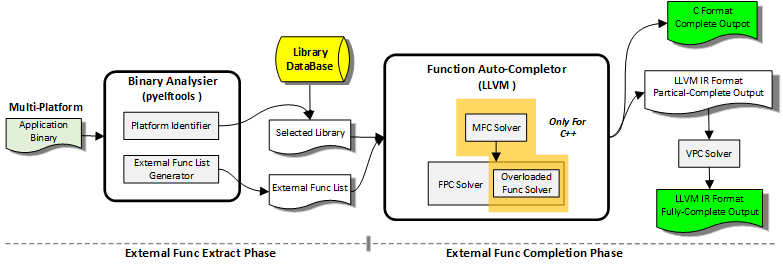 Multi-Platform
Application
Binary
Binary Analysier
(pyelftools )
Platform Identifier
External Func List
Generator
Library
DataBase
Selected Library
External Func List
Function Auto-Completor
(LLVM )
MFC Solver
Only For
C++
FPC Solver
Overloaded
Func Solver
C Format
Complete Outpot
LLVM IR Format
Partical-Complete Output
VPC Solver
LLVM IR Format
Fully-Complete Output
External Func Extract Phase
External Func Completion Phase